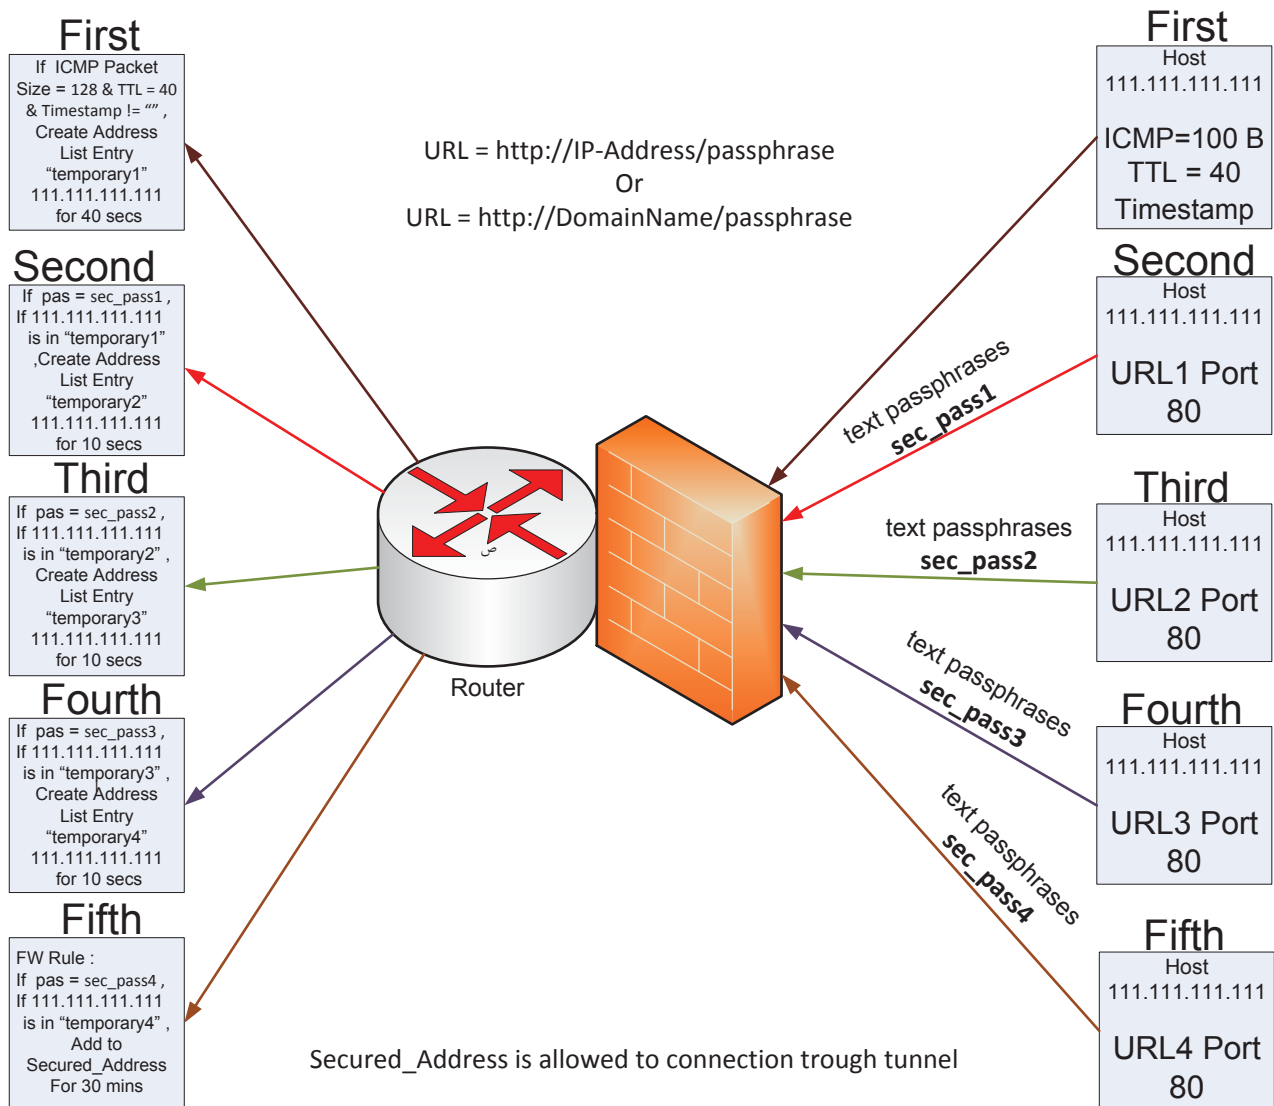 First
If ICMP Packet
Size = 128 & TTL = 40
& Timestamp != “” ,
Create Address
List Entry
“temporary1”
111.111.111.111
for 40 secs
Second
If pas = sec_pass1 ,
If 111.111.111.111
is in “temporary1”
,Create Address
List Entry
“temporary2”
111.111.111.111
for 10 secs
Third
If pas = sec_pass2 ,
If 111.111.111.111
is in “temporary2” ,
Create Address
List Entry
“temporary3”
111.111.111.111
for 10 secs
Fourth
If pas = sec_pass3 ,
If 111.111.111.111
is in “temporary3” ,
Create Address
List Entry
“temporary4”
111.111.111.111
for 10 secs
Fifth
FW Rule :
If pas = sec_pass4 ,
If 111.111.111.111
is in “temporary4” ,
Add to
Secured_Address
For 30 mins
URL = http://IP-Address/passphrase
Or
URL = http://DomainName/passphrase
Router
text passphrases
sec_pass1
text passphrases
sec_pass2
text passphrases
sec_pass3
text passphrases
sec_pass4
Secured_Address is allowed to connection trough tunnel
First
Host
111.111.111.111
ICMP=100 B
TTL = 40
Timestamp
Second
Host
111.111.111.111
URL1 Port
80
Third
Host
111.111.111.111
URL2 Port
80
Fourth
Host
111.111.111.111
URL3 Port
80
Fifth
Host
111.111.111.111
URL4 Port
80